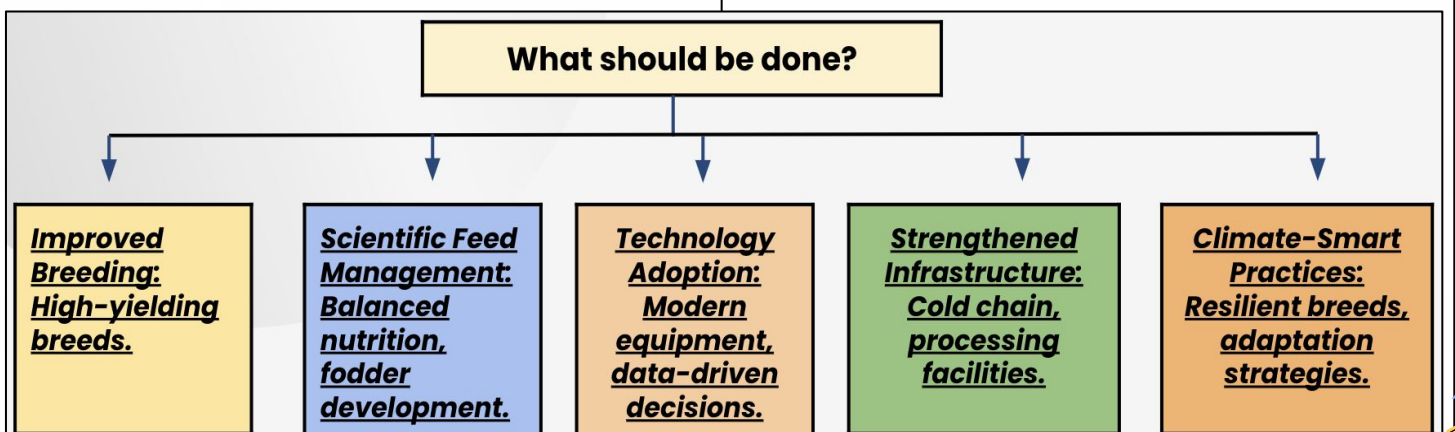 What should be done?
Improved
Breeding:
High-yielding
breeds.
Scientific Feed
Management:
Balanced
nutrition,
fodder
development.
Technology
Adoption:
Modern
equipment,
data-driven
decisions.
Strengthened
Infrastructure:
Cold chain,
processing
facilities.
Climate-Smart
Practices:
Resilient breeds,
adaptation
strategies.